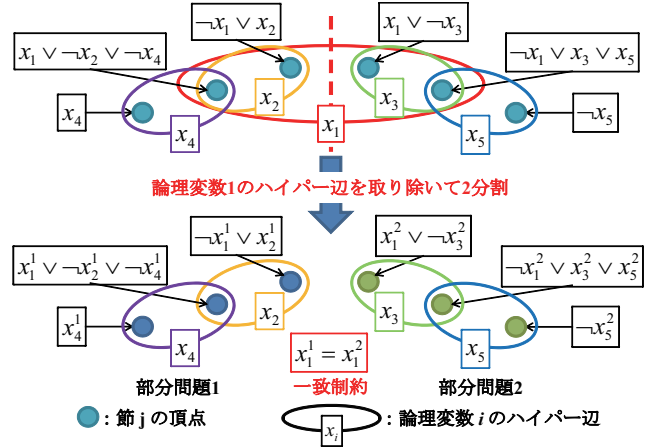 ¬x₁ ∨ x₂
x₁ ∨ ¬x₃
x₁ ∨ ¬x₂ ∨ ¬x₄
¬x₁ ∨ x₃ ∨ x₅
x₂
x₃
x₄
¬x₅
x₁
x₄
x₅
論理変数1のハイパー辺を取り除いて2分割
¬x₁¹ ∨ x₂¹
x₁² ∨ ¬x₃²
x₁¹ ∨ ¬x₂¹ ∨ ¬x₄¹
¬x₁² ∨ x₃² ∨ x₅²
x₂
x₃
x₄¹
¬x₅²
x₄
x₅
x₁¹ = x₁²
部分問題1
一致制約
部分問題2
：節 j の頂点
：論理変数 i のハイパー辺
xᵢ